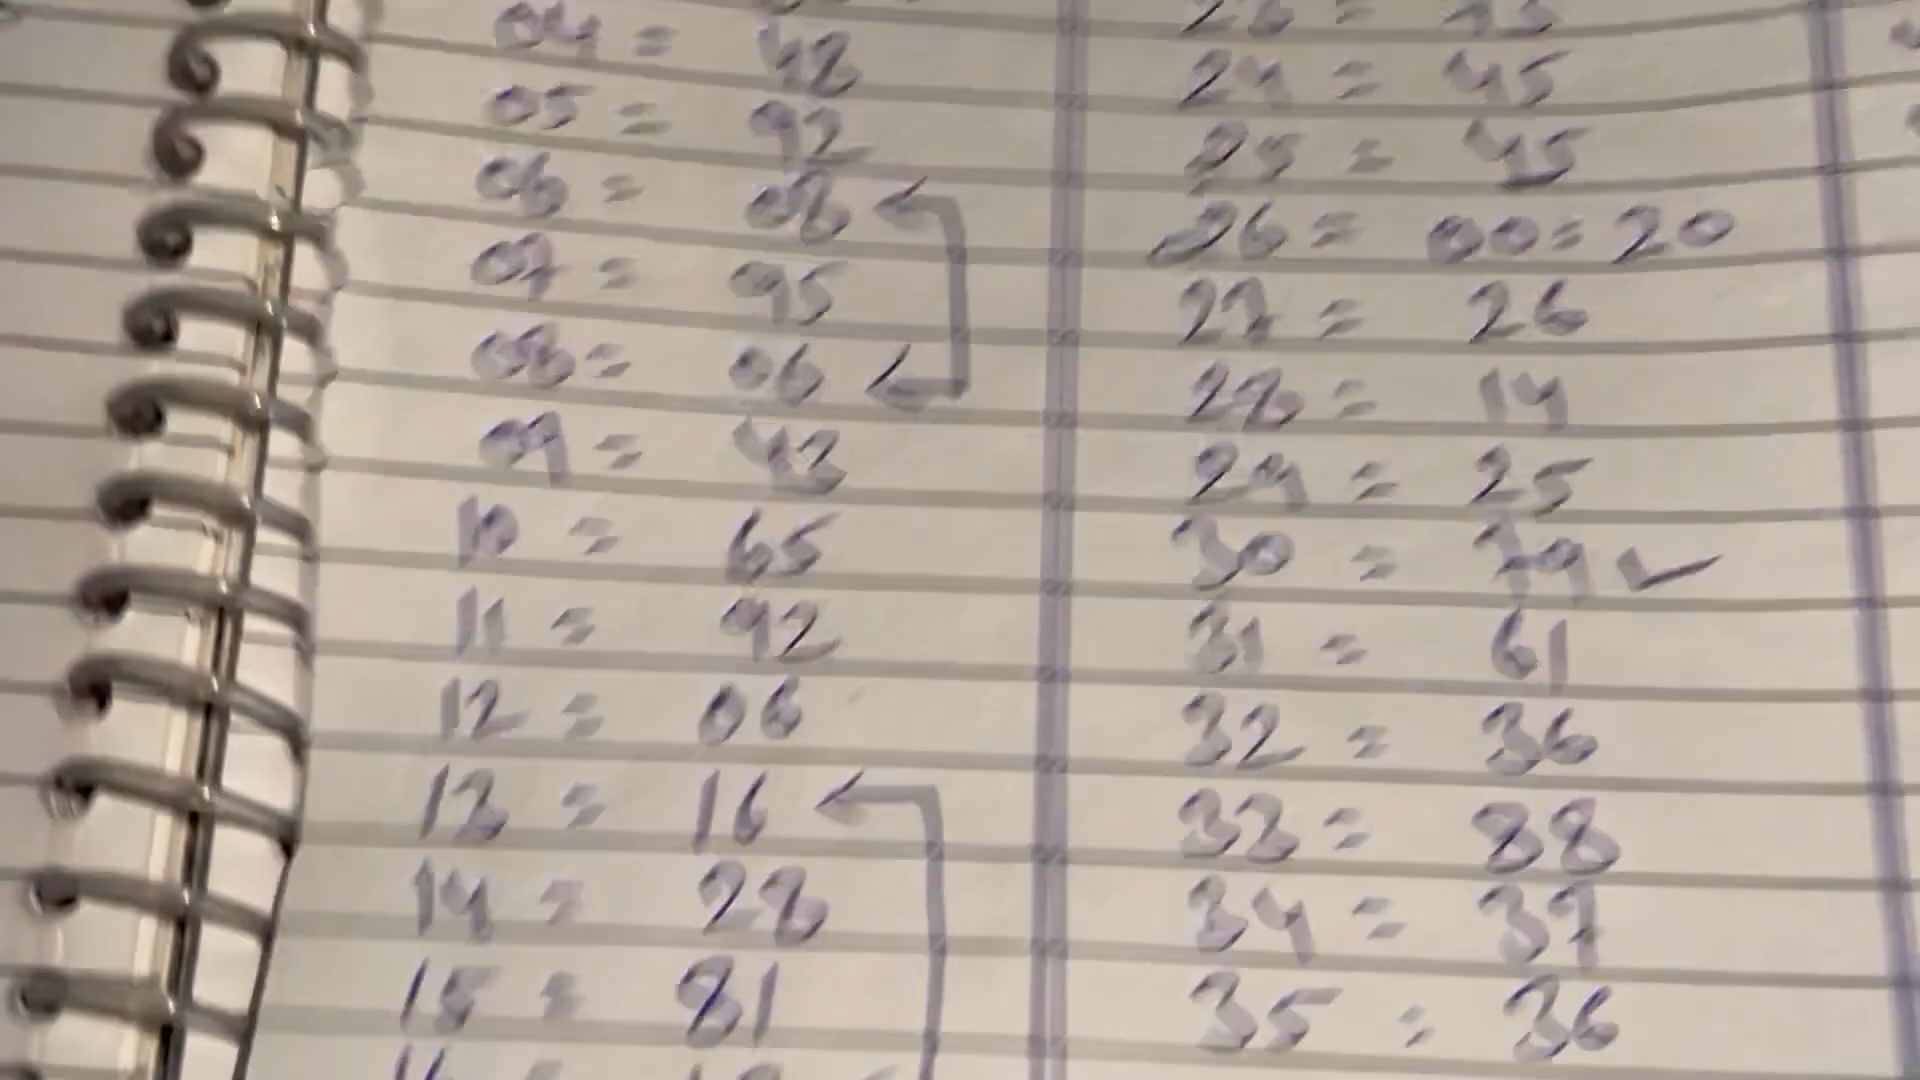 04 = 42
05 = 92
06 = 08
07 = 95
08 = 06
09 = 43
10 = 65
11 = 92
12 = 06
13 = 16
14 = 28
15 = 81
24 = 45
25 = 45
26 = 00 = 20
27 = 26
28 = 14
29 = 25
30 = 79 ✓
31 = 61
32 = 36
33 = 88
34 = 37
35 = 36